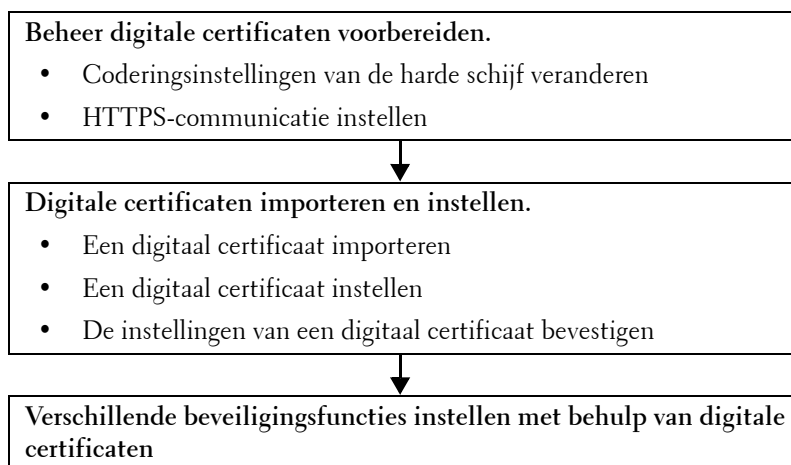 Beheer digitale certificaten voorbereiden.
• Coderingsinstellingen van de harde schijf veranderen
• HTTPS-communicatie instellen
Digitale certificaten importeren en instellen.
• Een digitaal certificaat importeren
• Een digitaal certificaat instellen
• De instellingen van een digitaal certificaat bevestigen
Verschillende beveiligingsfuncties instellen met behulp van digitale
certificaten